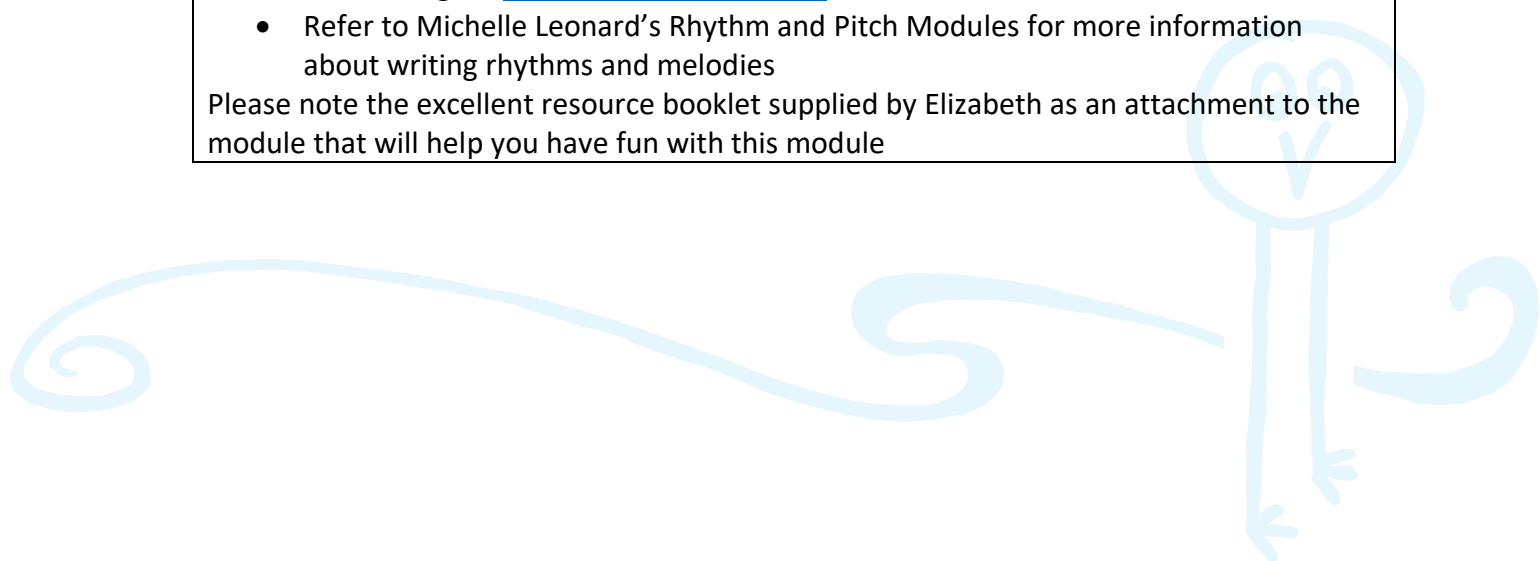 • Refer to Michelle Leonard’s Rhythm and Pitch Modules for more information
about writing rhythms and melodies
Please note the excellent resource booklet supplied by Elizabeth as an attachment to the
module that will help you have fun with this module